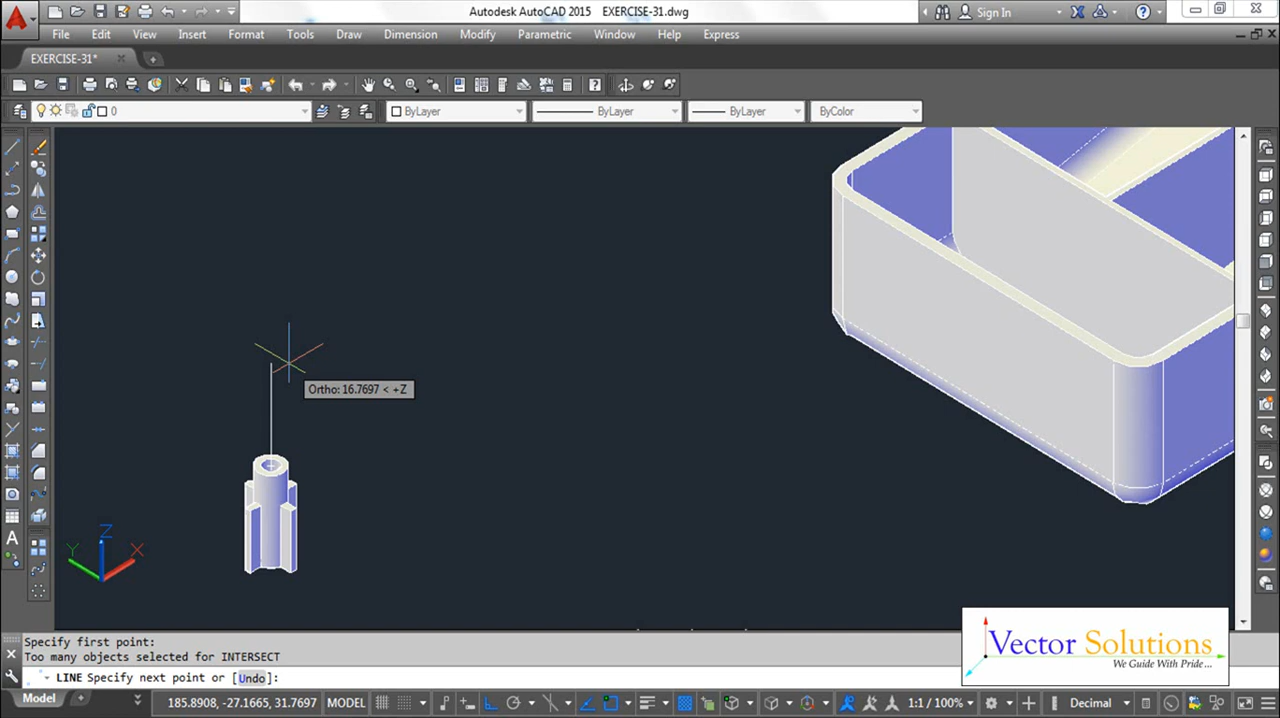 Autodesk AutoCAD 2015 EXERCISE-31.dwg
Sign In
File Edit View Insert Format Tools Draw Dimension Modify Parametric Window Help Express
EXERCISE-31*
0
ByLayer
ByLayer
ByLayer
ByColor
Ortho: 16.7697 < +Z
Z
Y
X
A
Specify first point:
Too many objects selected for INTERSECT
LINE Specify next point or [Undo]:
Vector Solutions
We Guide With Pride...
Model
185.8908, -27.1665, 31.7697 MODEL
1:1 / 100%
Decimal